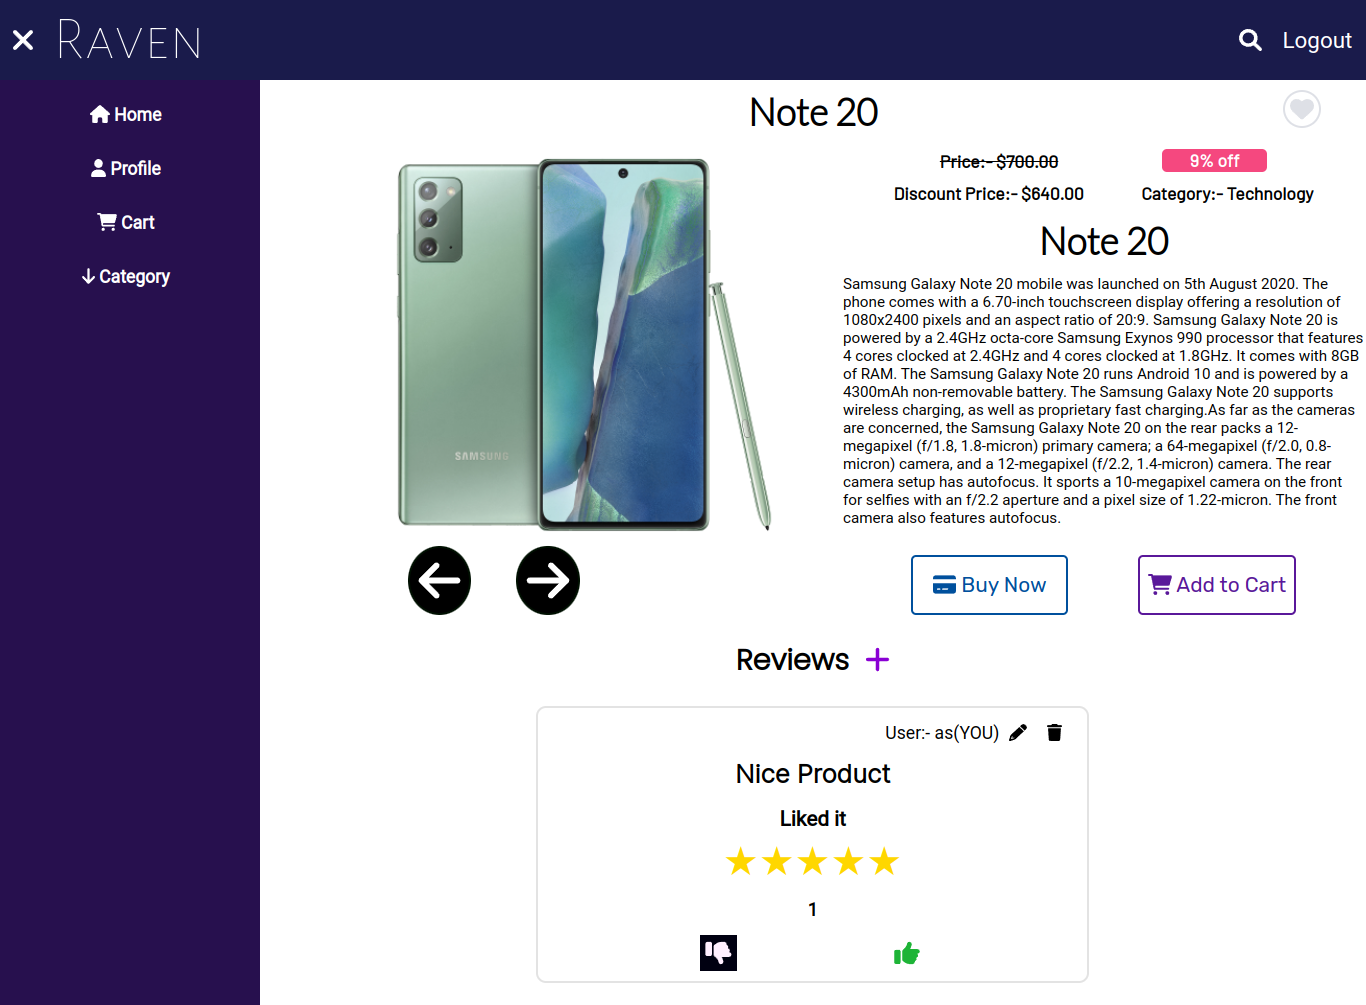 RAVEN
Logout
Home
Profile
Cart
Category
Note 20
Price:- $700.00
9% off
Discount Price:- $640.00
Category:- Technology
Note 20
Samsung Galaxy Note 20 mobile was launched on 5th August 2020. The
phone comes with a 6.70-inch touchscreen display offering a resolution of
1080x2400 pixels and an aspect ratio of 20:9. Samsung Galaxy Note 20 is
powered by a 2.4GHz octa-core Samsung Exynos 990 processor that features
4 cores clocked at 2.4GHz and 4 cores clocked at 1.8GHz. It comes with 8GB
of RAM. The Samsung Galaxy Note 20 runs Android 10 and is powered by a
4300mAh non-removable battery. The Samsung Galaxy Note 20 supports
wireless charging, as well as proprietary fast charging.As far as the cameras
are concerned, the Samsung Galaxy Note 20 on the rear packs a 12-
megapixel (f/1.8, 1.8-micron) primary camera; a 64-megapixel (f/2.0, 0.8-
micron) camera, and a 12-megapixel (f/2.2, 1.4-micron) camera. The rear
camera setup has autofocus. It sports a 10-megapixel camera on the front
for selfies with an f/2.2 aperture and a pixel size of 1.22-micron. The front
camera also features autofocus.
SAMSUNG
Buy Now
Add to Cart
Reviews
User:- as(YOU)
Nice Product
Liked it
1